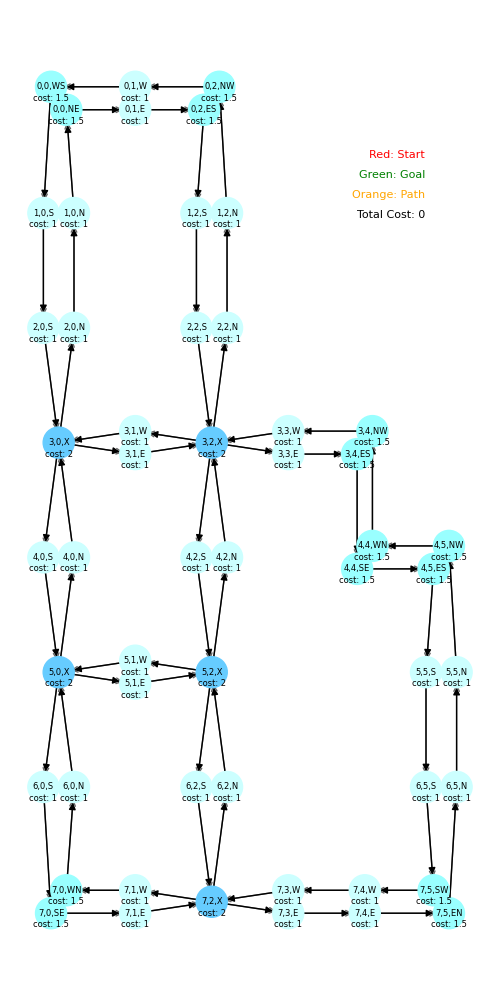 0,0,WS
cost: 1.5
0,1,W
cost: 1
0,2,NW
cost: 1.5
0,0,NE
cost: 1.5
0,1,E
cost: 1
0,2,ES
cost: 1.5
Red: Start
Green: Goal
Orange: Path
Total Cost: 0
1,0,S
cost: 1
1,0,N
cost: 1
1,2,S
cost: 1
1,2,N
cost: 1
2,0,S
cost: 1
2,0,N
cost: 1
2,2,S
cost: 1
2,2,N
cost: 1
3,0,X
cost: 2
3,1,W
cost: 1
3,1,E
cost: 1
3,2,X
cost: 2
3,3,W
cost: 1
3,3,E
cost: 1
3,4,NW
cost: 1.5
3,4,ES
cost: 1.5
4,0,S
cost: 1
4,0,N
cost: 1
4,2,S
cost: 1
4,2,N
cost: 1
4,4,WN
cost: 1.5
4,4,SE
cost: 1.5
4,5,NW
cost: 1.5
4,5,ES
cost: 1.5
5,0,X
cost: 2
5,1,W
cost: 1
5,1,E
cost: 1
5,2,X
cost: 2
5,5,S
cost: 1
5,5,N
cost: 1
6,0,S
cost: 1
6,0,N
cost: 1
6,2,S
cost: 1
6,2,N
cost: 1
6,5,S
cost: 1
6,5,N
cost: 1
7,0,WN
cost: 1.5
7,0,SE
cost: 1.5
7,1,W
cost: 1
7,1,E
cost: 1
7,2,X
cost: 2
7,3,W
cost: 1
7,3,E
cost: 1
7,4,W
cost: 1
7,4,E
cost: 1
7,5,SW
cost: 1.5
7,5,EN
cost: 1.5